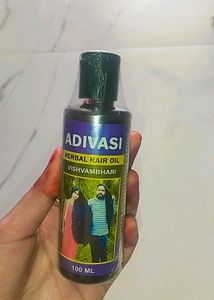 ADIVASI
HERBAL HAIR OIL
VISHVAMBHARI
100 ML